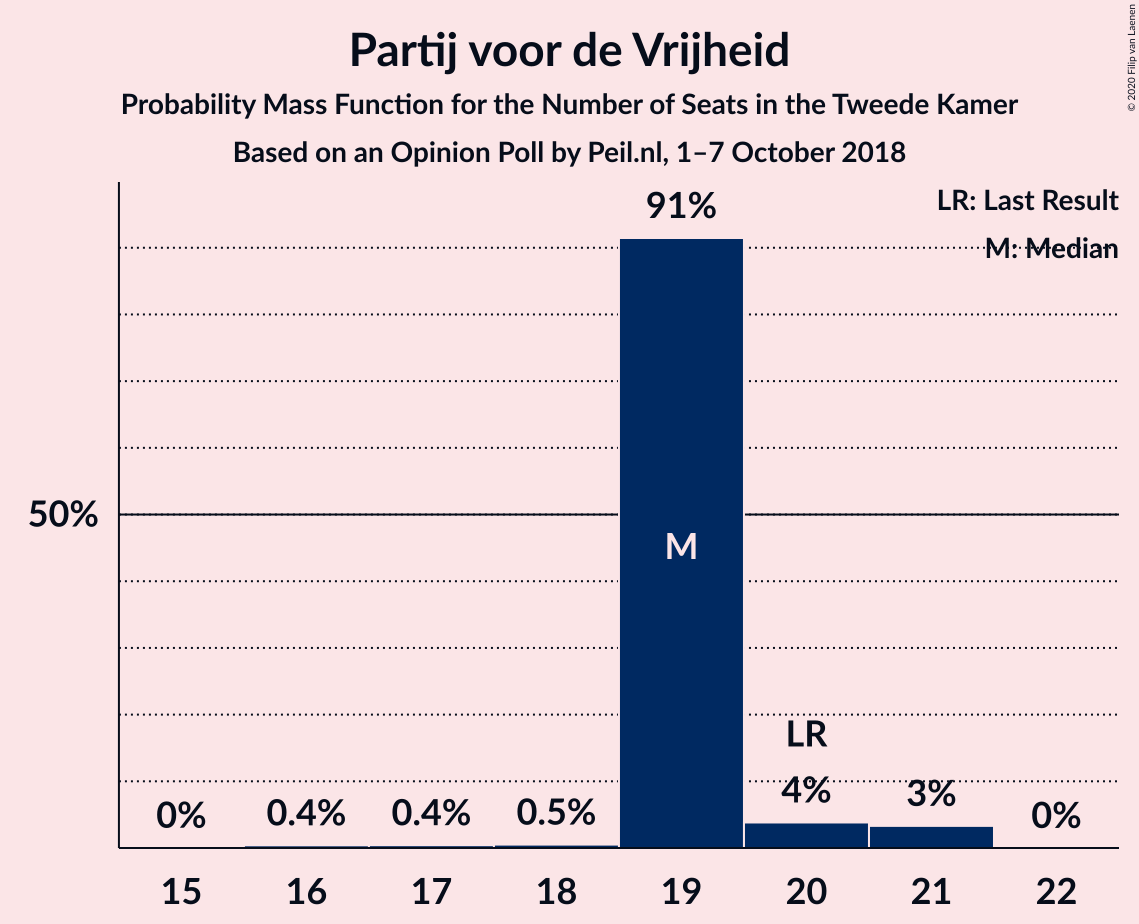 Partij voor de Vrijheid
Probability Mass Function for the Number of Seats in the Tweede Kamer
Based on an Opinion Poll by Peil.nl, 1–7 October 2018
© 2020 Filip van Laenen
LR: Last Result
M: Median
91%
50%
M
LR
0%
0.4%
0.4%
0.5%
4%
3%
0%
15
16
17
18
19
20
21
22